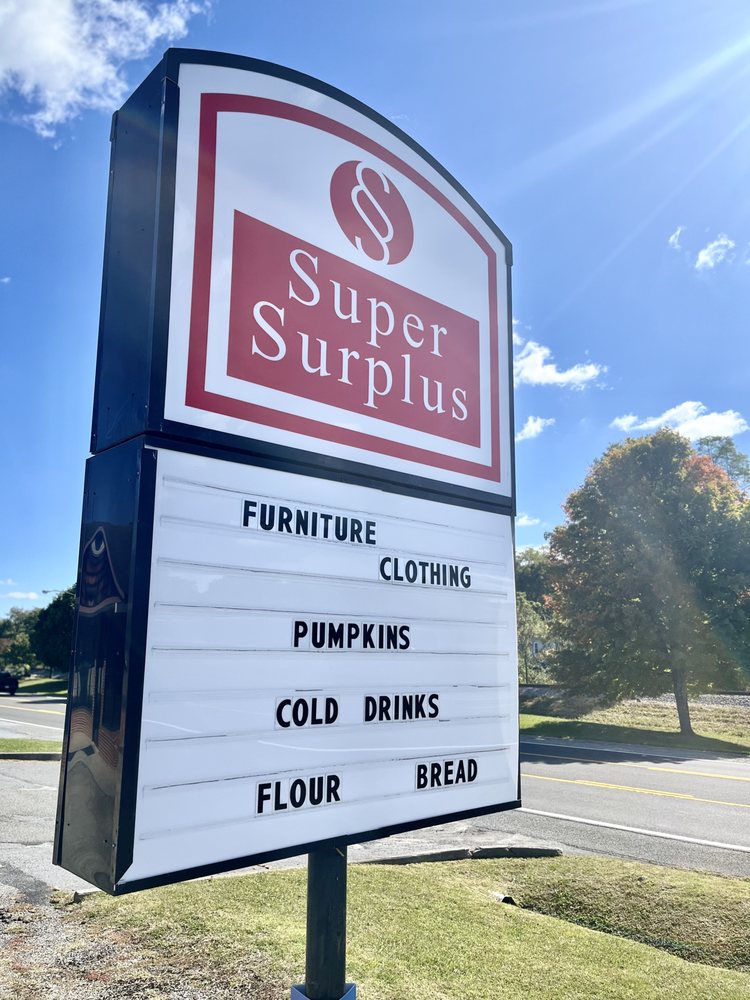 §
Super
Surplus
FURNITURE
CLOTHING
PUMPKINS
COLD DRINKS
FLOUR BREAD